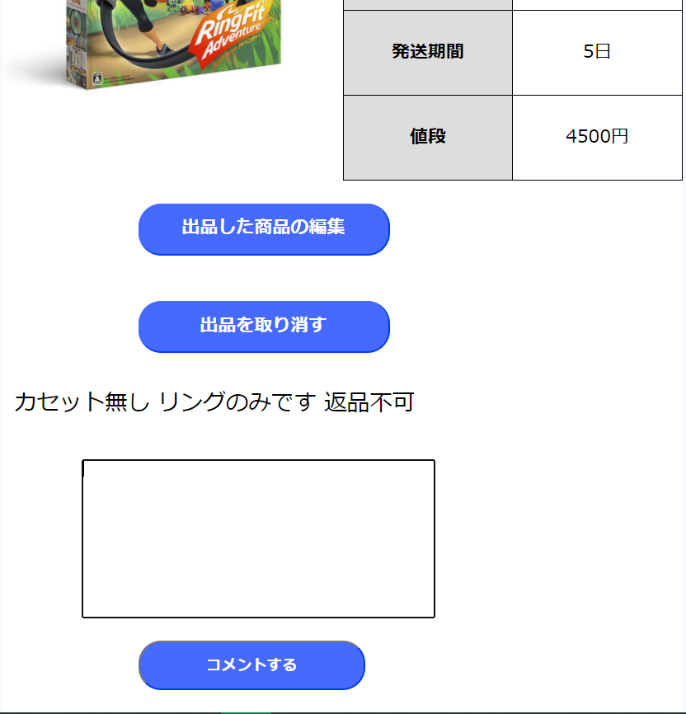 RingFit
Adventure
発送期間 5日
値段 4500円
出品した商品の編集
出品を取り消す
カセット無し リングのみです 返品不可
コメントする